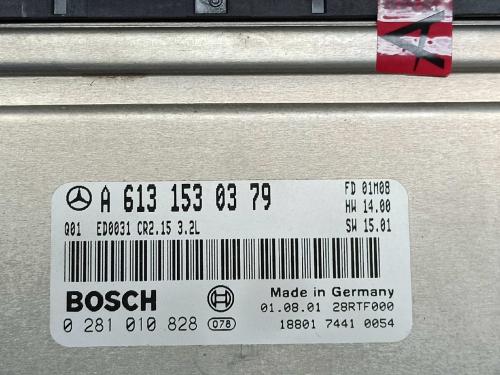 A
A 613 153 03 79
FD 01M08
HW 14.00
Q01 ED0031 CR2.15 3.2L
SW 15.01
BOSCH
Made in Germany
01.08.01 28RTF000
0 281 010 828 078
18801 7441 0054